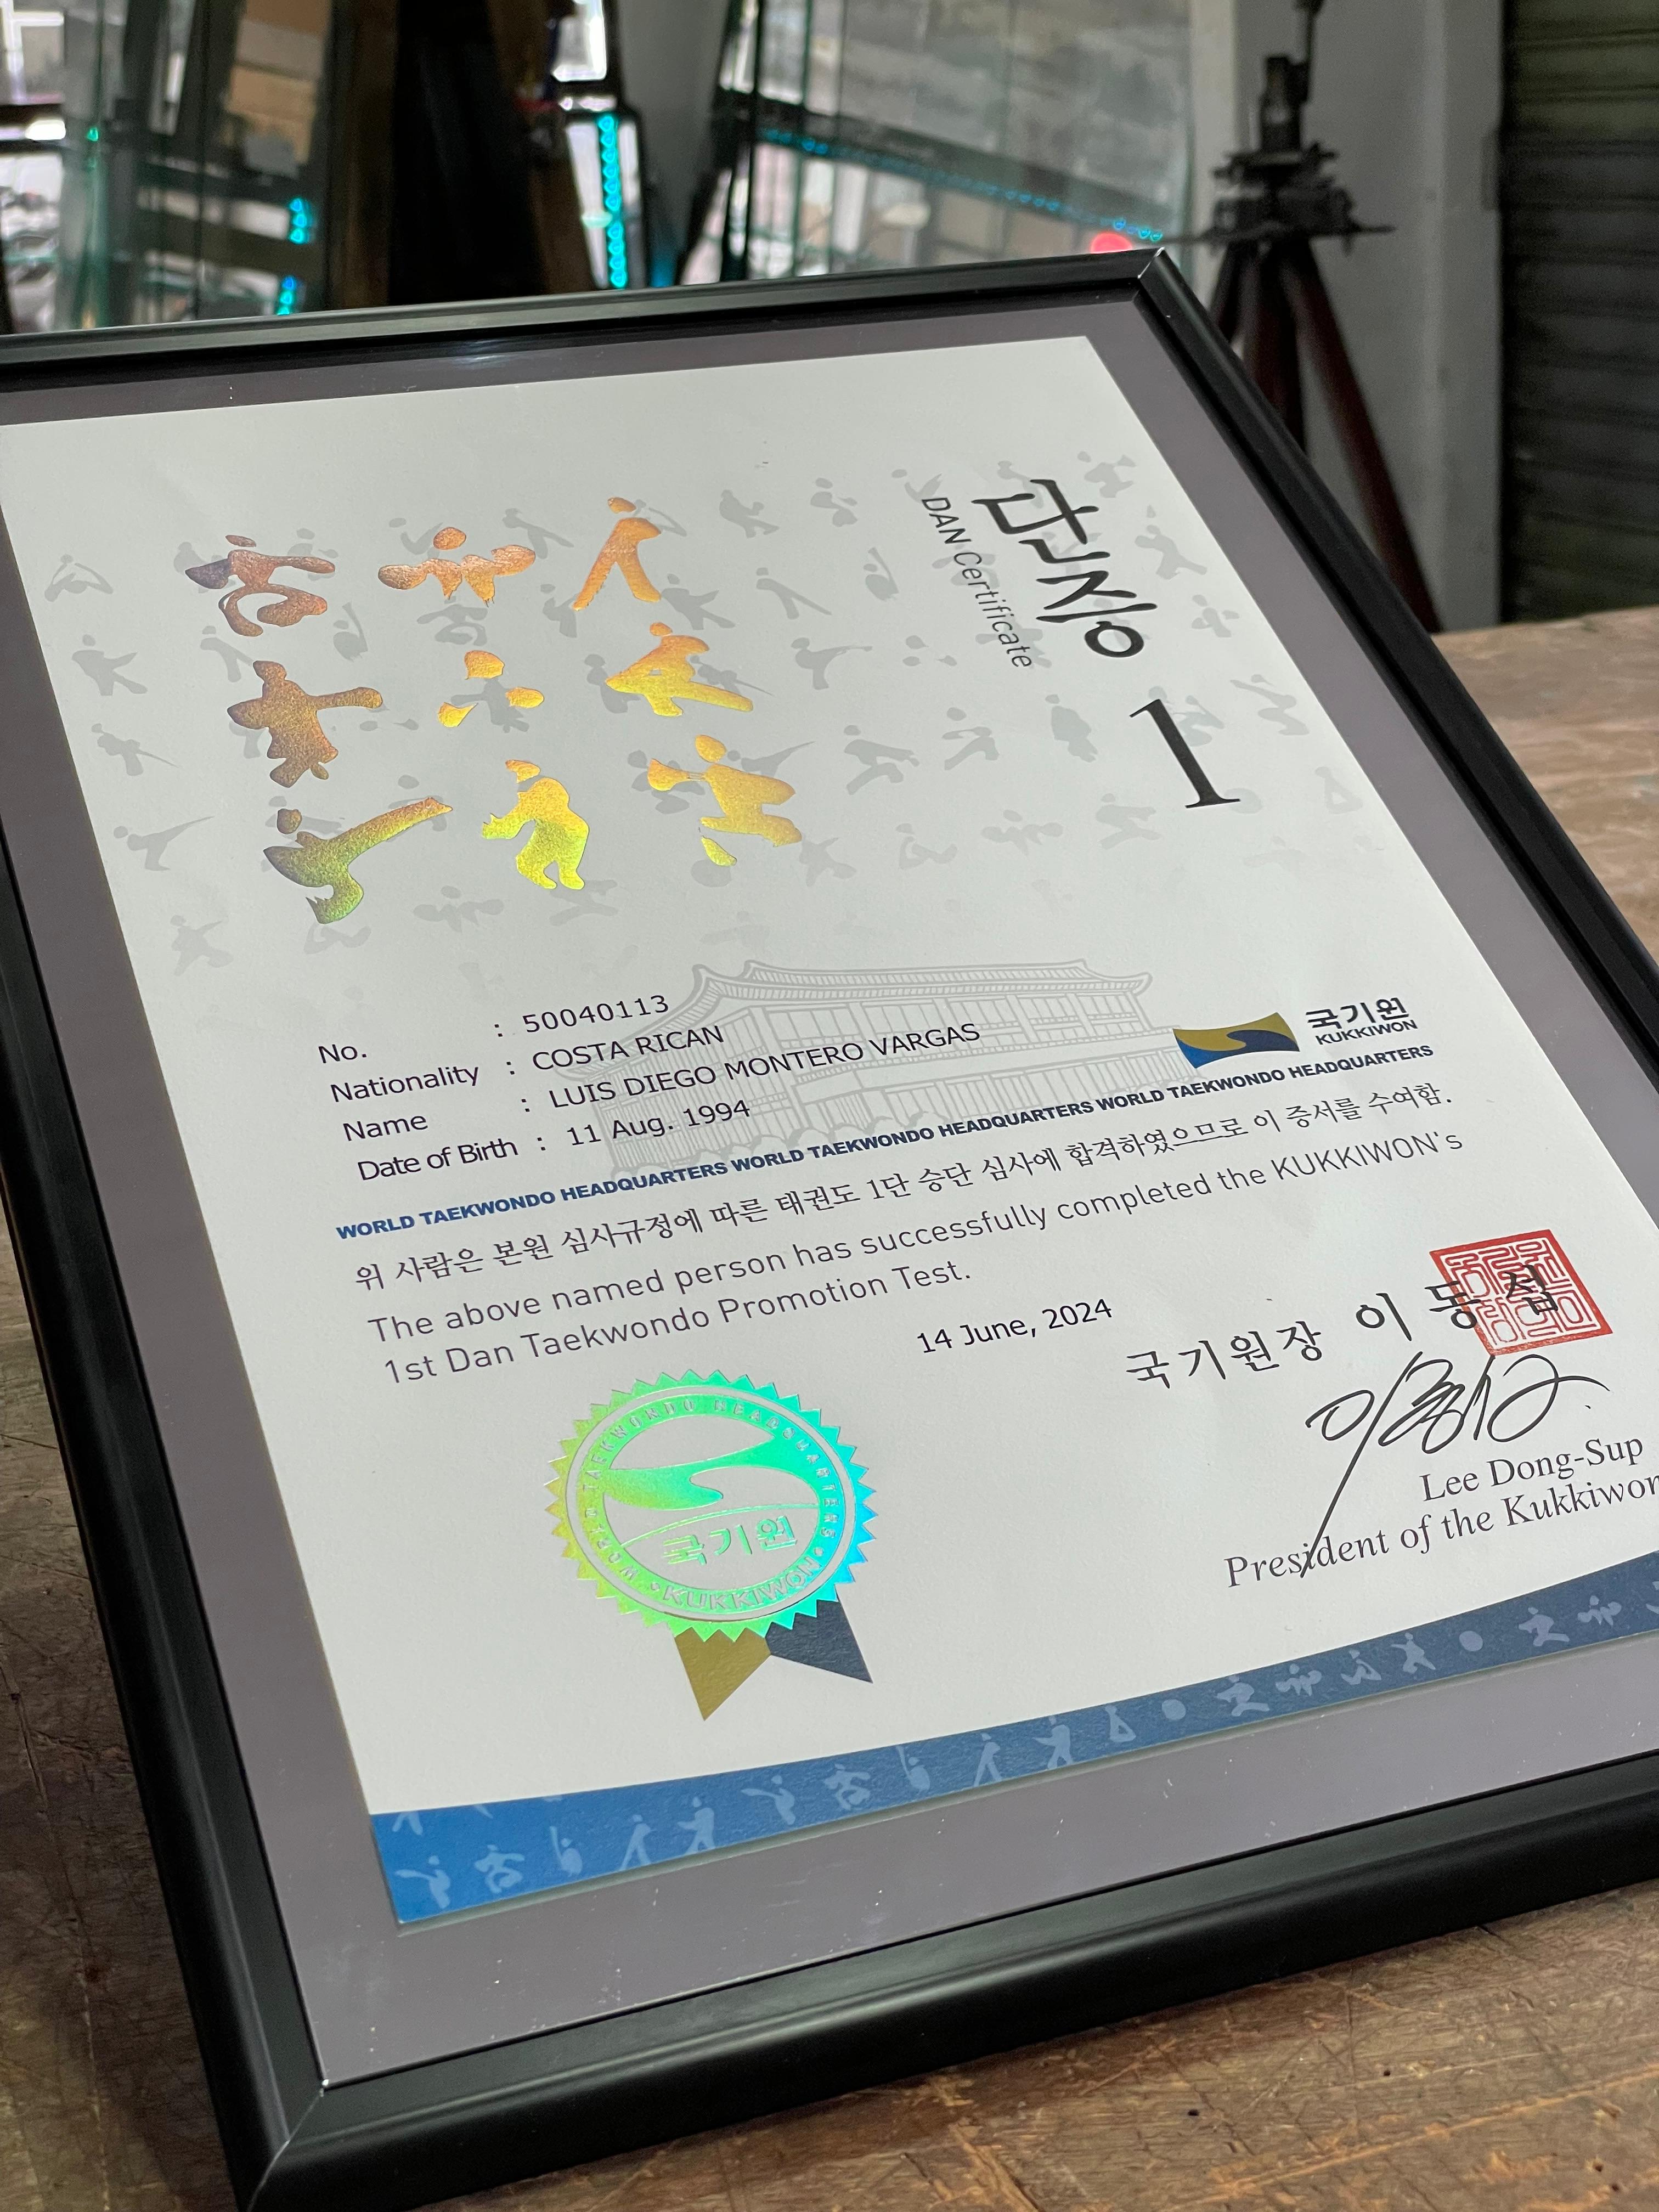 단증
DAN Certificate
1
No. : 50040113
Nationality : COSTA RICAN
Name : LUIS DIEGO MONTERO VARGAS
Date of Birth : 11 Aug. 1994
국기원
KUKKIWON
WORLD TAEKWONDO HEADQUARTERS WORLD TAEKWONDO HEADQUARTERS WORLD TAEKWONDO HEADQUARTERS
위 사람은 본원 심사규정에 따른 태권도 1단 승단 심사에 합격하였으므로 이 증서를 수여함.
The above named person has successfully completed the KUKKIWON's
1st Dan Taekwondo Promotion Test.
14 June, 2024
국기원장 이동섭
Lee Dong-Sup
President of the Kukkiwon
WORLD TAEKWONDO HEADQUARTERS
국기원
KUKKIWON